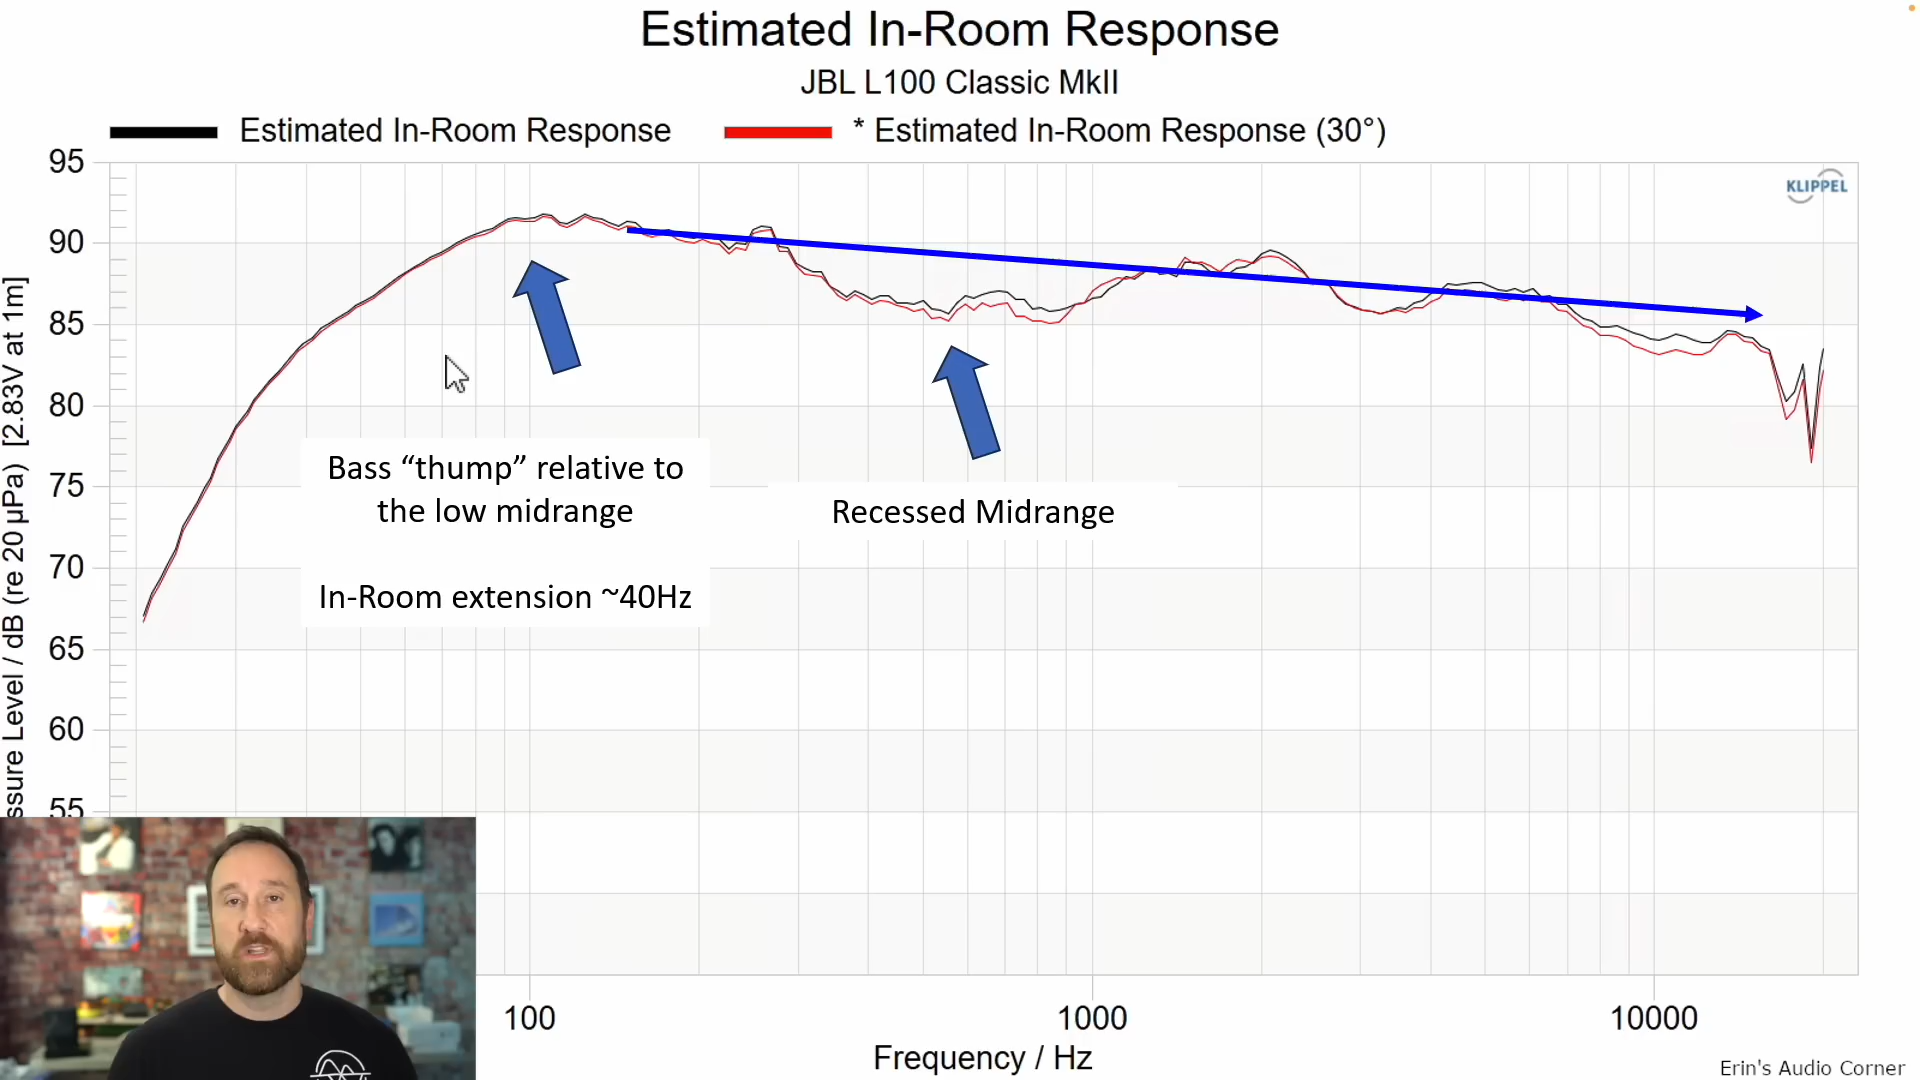 Estimated In-Room Response
JBL L100 Classic MkII
Estimated In-Room Response
* Estimated In-Room Response (30°)
KLIPPEL
ssure Level / dB (re 20 µPa) [2.83V at 1m]
95
90
85
80
75
70
65
60
55
Bass “thump” relative to
the low midrange
In-Room extension ~40Hz
Recessed Midrange
100
1000
10000
Frequency / Hz
Erin's Audio Corner